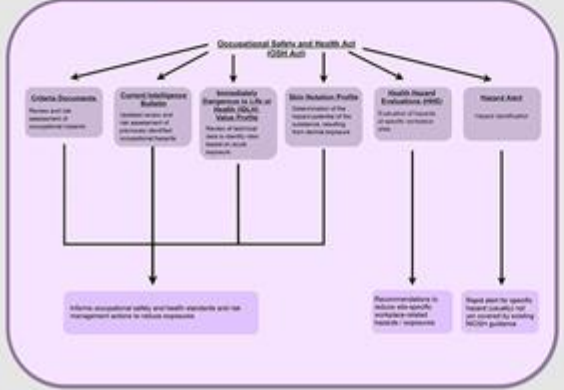 Occupational Safety and Health Act
(OSH Act)
Criteria Documents
Review and risk
assessment of
occupational hazards
Current Intelligence
Bulletin
Updated review and
risk assessment of
previously identified
occupational hazards
Immediately
Dangerous to Life or
Health (IDLH)
Value Profile
Review of technical
data to identify risks
based on acute
exposure
Skin Notation Profile
Determination of the
hazard potential of the
substance, resulting
from dermal exposure
Health Hazard
Evaluations (HHE)
Evaluation of hazards
at specific workplace
sites
Hazard Alert
Hazard identification
Informs occupational safety and health standards and risk
management actions to reduce exposures
Recommendations to
reduce site-specific
workplace-related
hazards / exposures
Rapid alert for specific
hazard (usually) not
yet covered by existing
NIOSH guidance